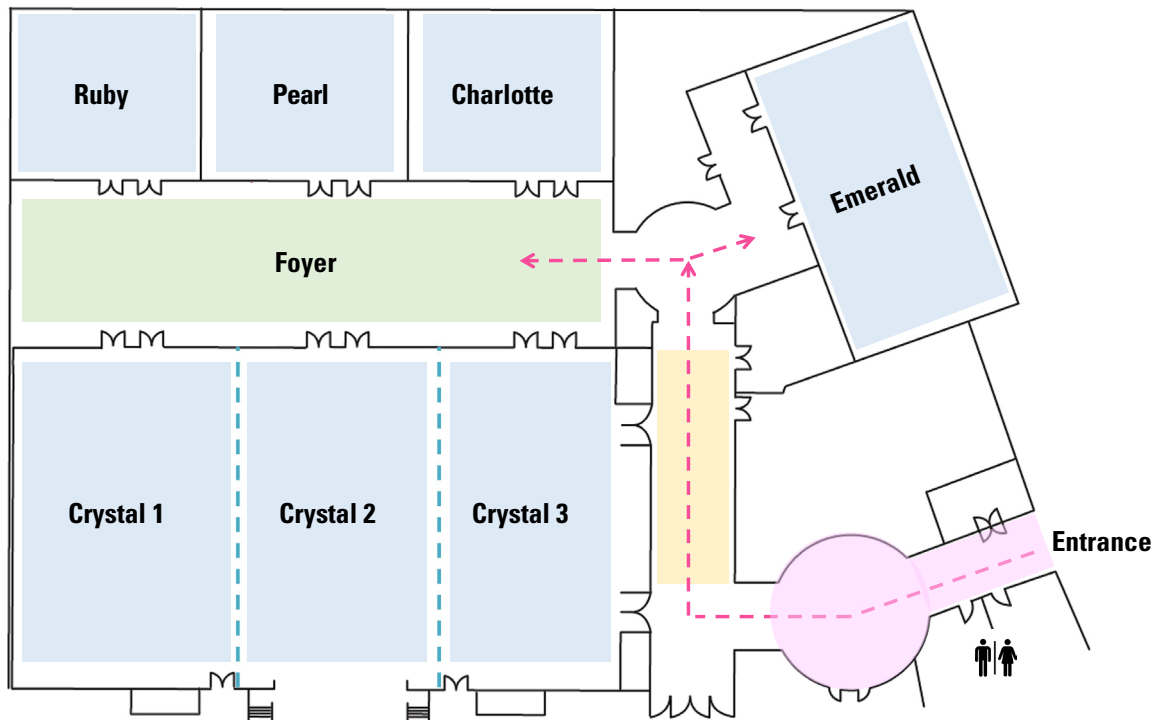 Ruby
Pearl
Charlotte
Emerald
Foyer
Crystal 1
Crystal 2
Crystal 3
Entrance